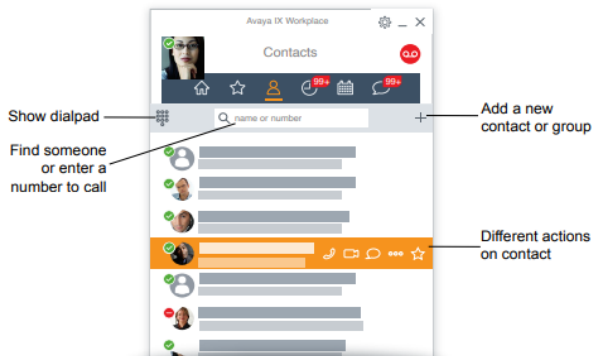 Avaya IX Workplace
Contacts
99+
99+
Show dialpad
name or number
Add a new
contact or group
Find someone
or enter a
number to call
Different actions
on contact